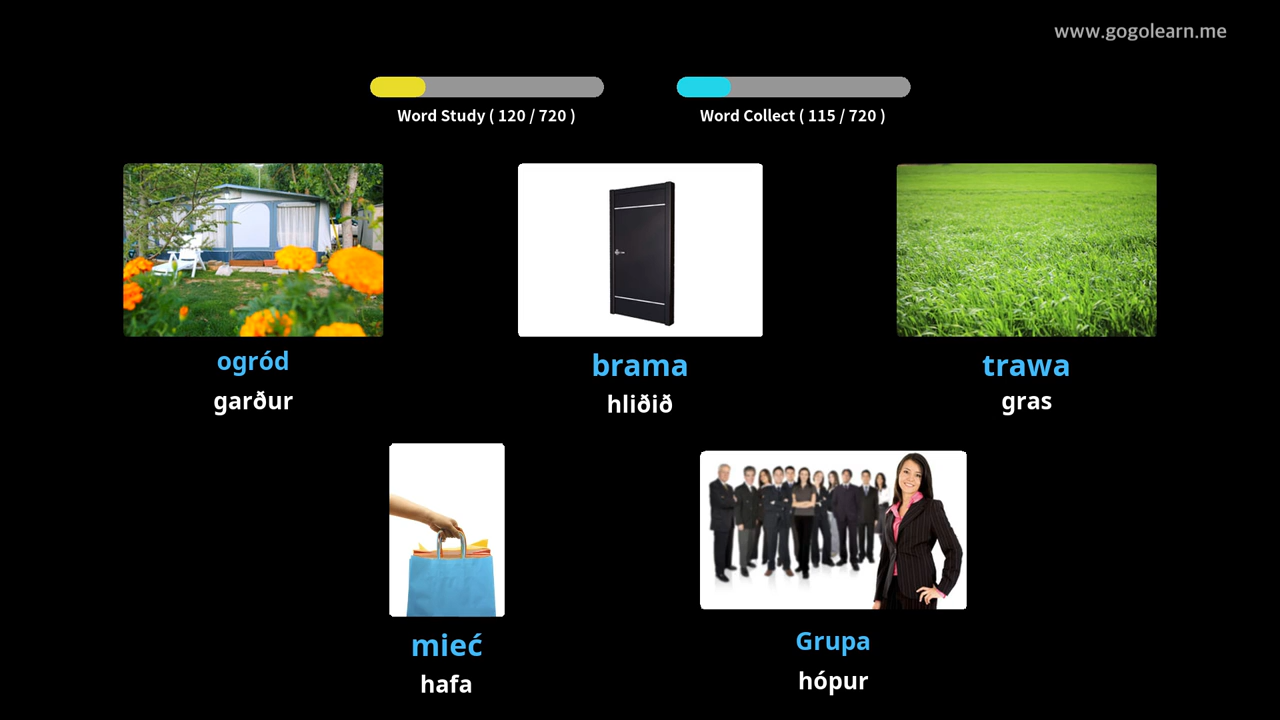 www.gogolearn.me
Word Study ( 120 / 720 )
Word Collect ( 115 / 720 )
ogród
garður
brama
hliðið
trawa
gras
mieć
hafa
Grupa
hópur